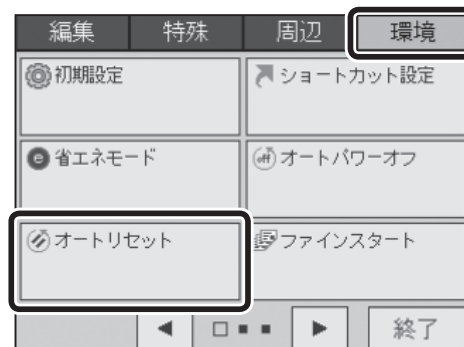 編集 特殊 周辺 環境
初期設定 ショートカット設定
省エネモード オートパワーオフ
オートリセット ファインスタート
終了